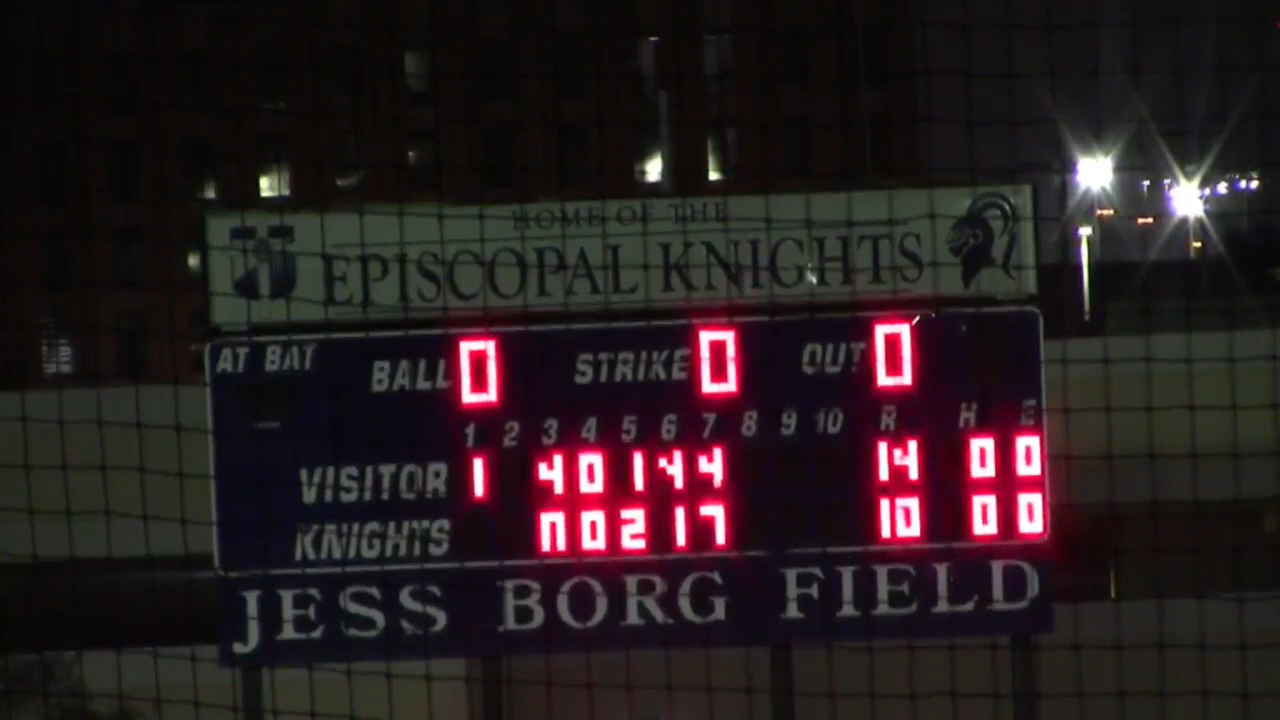 HOME OF THE
EPISCOPAL KNIGHTS
AT BAT BALL 0 STRIKE 0 OUT 0
1 2 3 4 5 6 7 8 9 10 R H E
VISITOR 1 4 0 1 4 4 14 0 0
KNIGHTS 0 0 2 1 7 10 0 0
JESS BORG FIELD